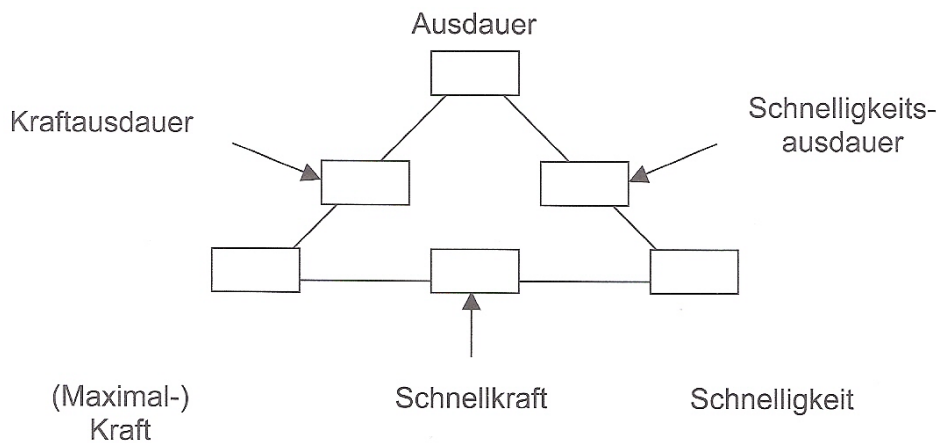 Ausdauer
Kraftausdauer
Schnelligkeits-
ausdauer
(Maximal-)
Kraft
Schnellkraft
Schnelligkeit